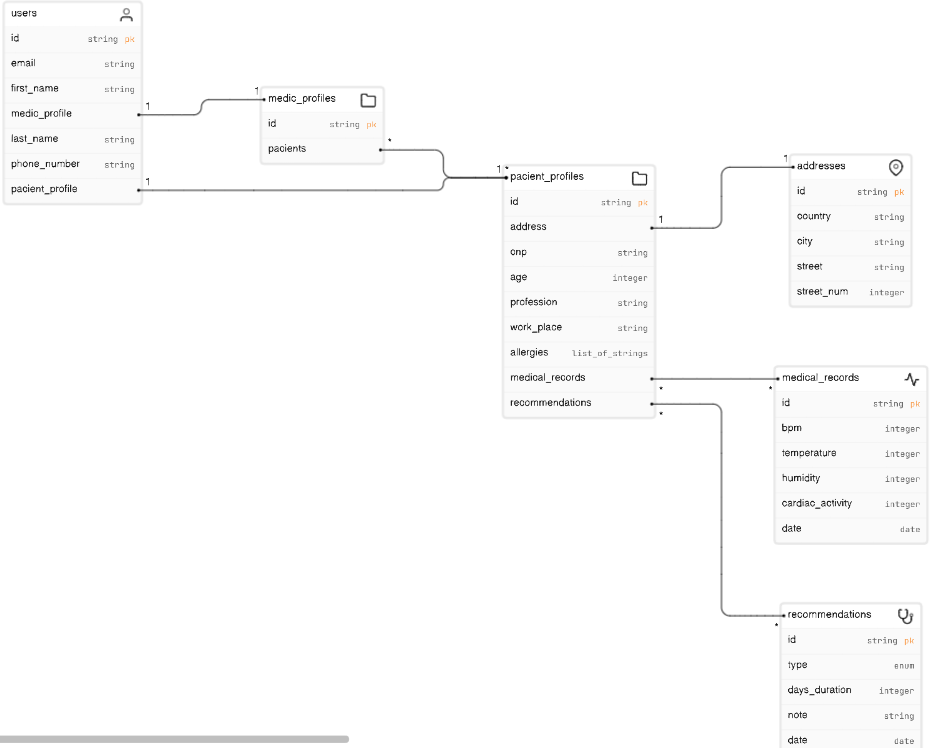 users
id string pk
email string
first_name string
medic_profile 1
last_name string
phone_number string
pacient_profile 1
1 medic_profiles
id string pk
pacients *
1 * pacient_profiles
id string pk
address 1
cnp string
age integer
profession string
work_place string
allergies list_of_strings
medical_records *
recommendations *
1 addresses
id string pk
country string
city string
street string
street_num integer
* medical_records
id string pk
bpm integer
temperature integer
humidity integer
cardiac_activity integer
date date
* recommendations
id string pk
type enum
days_duration integer
note string
date date